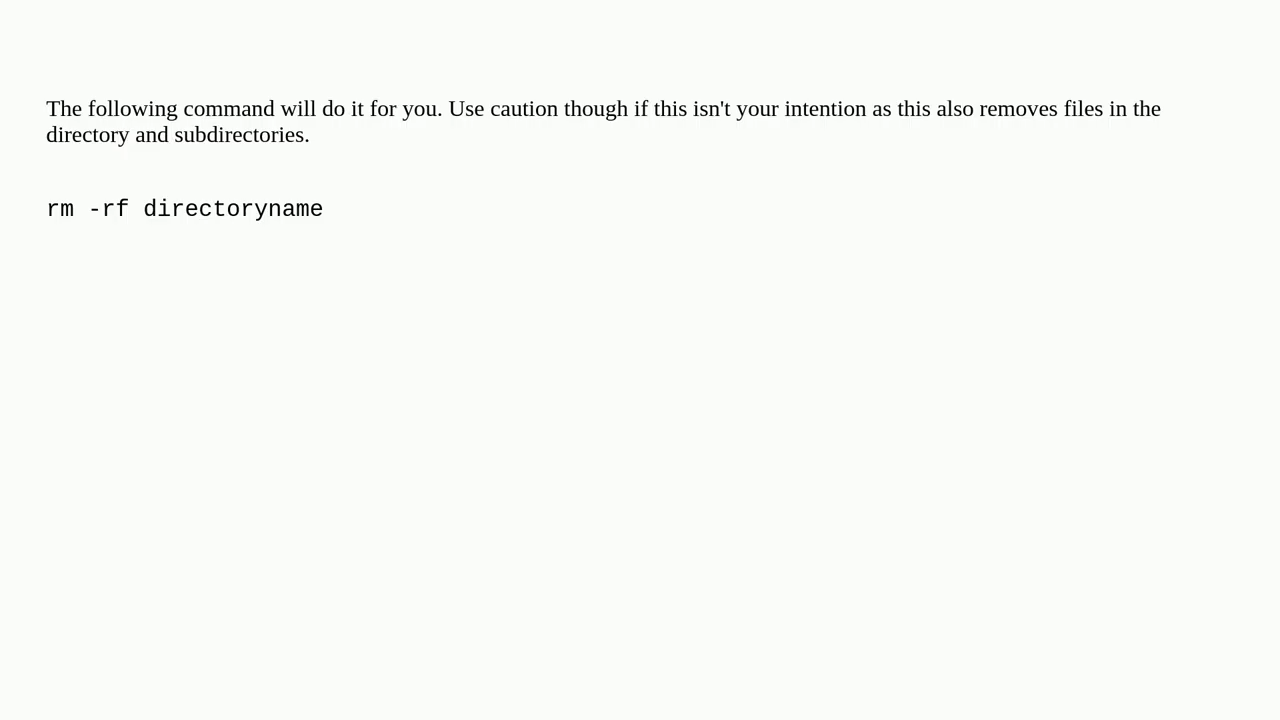 The following command will do it for you. Use caution though if this isn't your intention as this also removes files in the
directory and subdirectories.
rm -rf directoryname